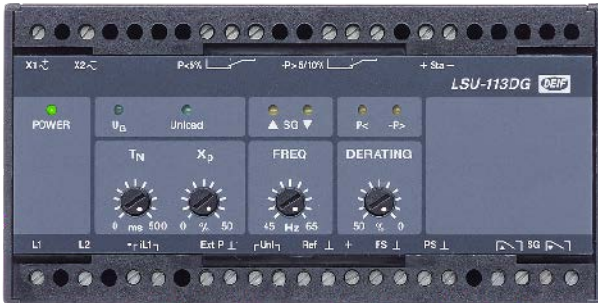 X1 X2 P<5% -P>5/10% + Sta -
LSU-113DG DEIF
POWER UG Unload ▲ SG ▼ P< -P>
TN XP FREQ DERATING
0 ms 500 0 % 50 45 Hz 65 50 % 0
L1 L2 iL1 Ext P ⊥ Unl Ref ⊥ + FS ⊥ PS ⊥ SG